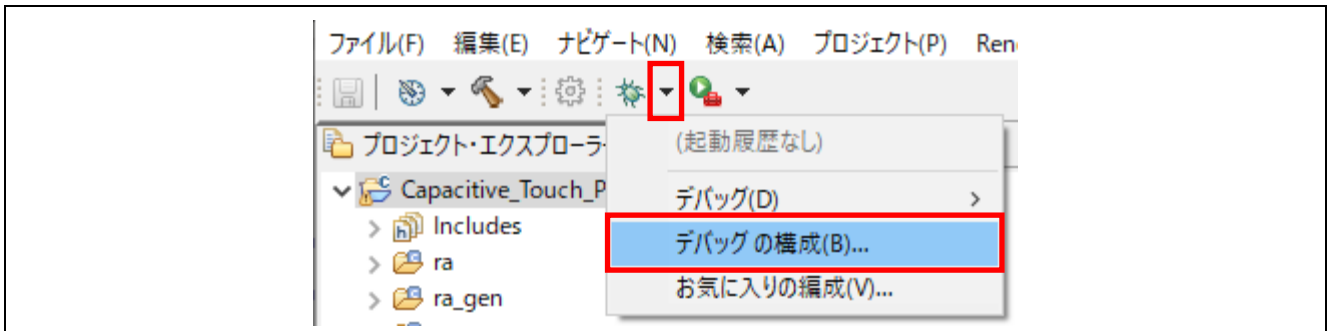 ファイル(F) 編集(E) ナビゲート(N) 検索(A) プロジェクト(P) Ren
プロジェクト・エクスプローラー
(起動履歴なし)
Capacitive_Touch_P
デバッグ(D)
Includes
デバッグ の構成(B)...
ra
お気に入りの編成(V)...
ra_gen